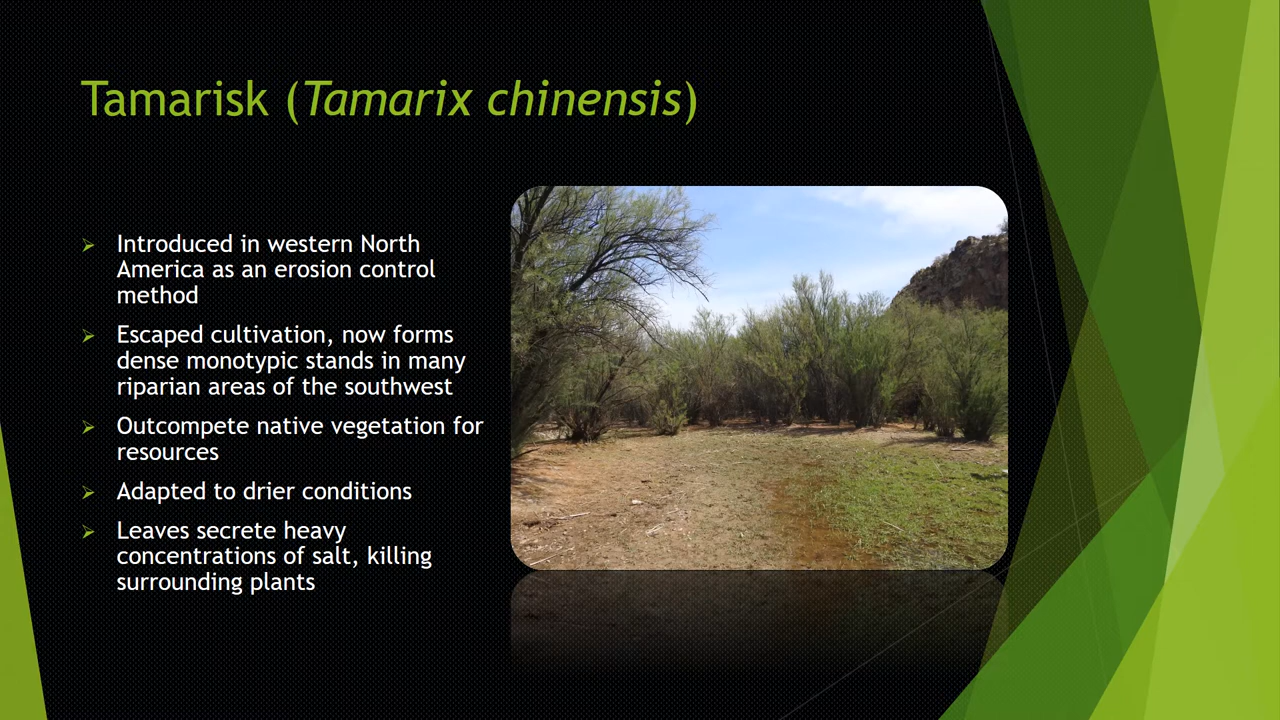 Tamarisk (Tamarix chinensis)
Introduced in western North
America as an erosion control
method
Escaped cultivation, now forms
dense monotypic stands in many
riparian areas of the southwest
Outcompete native vegetation for
resources
Adapted to drier conditions
Leaves secrete heavy
concentrations of salt, killing
surrounding plants